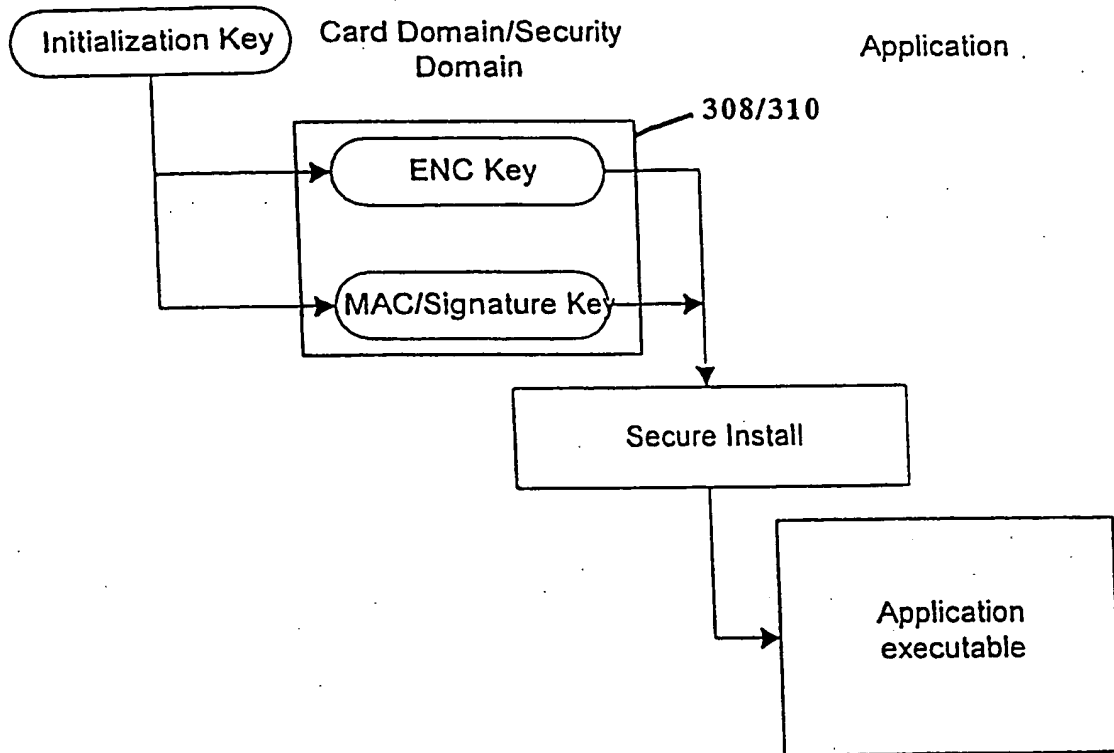 Initialization Key
Card Domain/Security
Domain
Application
308/310
ENC Key
MAC/Signature Key
Secure Install
Application
executable